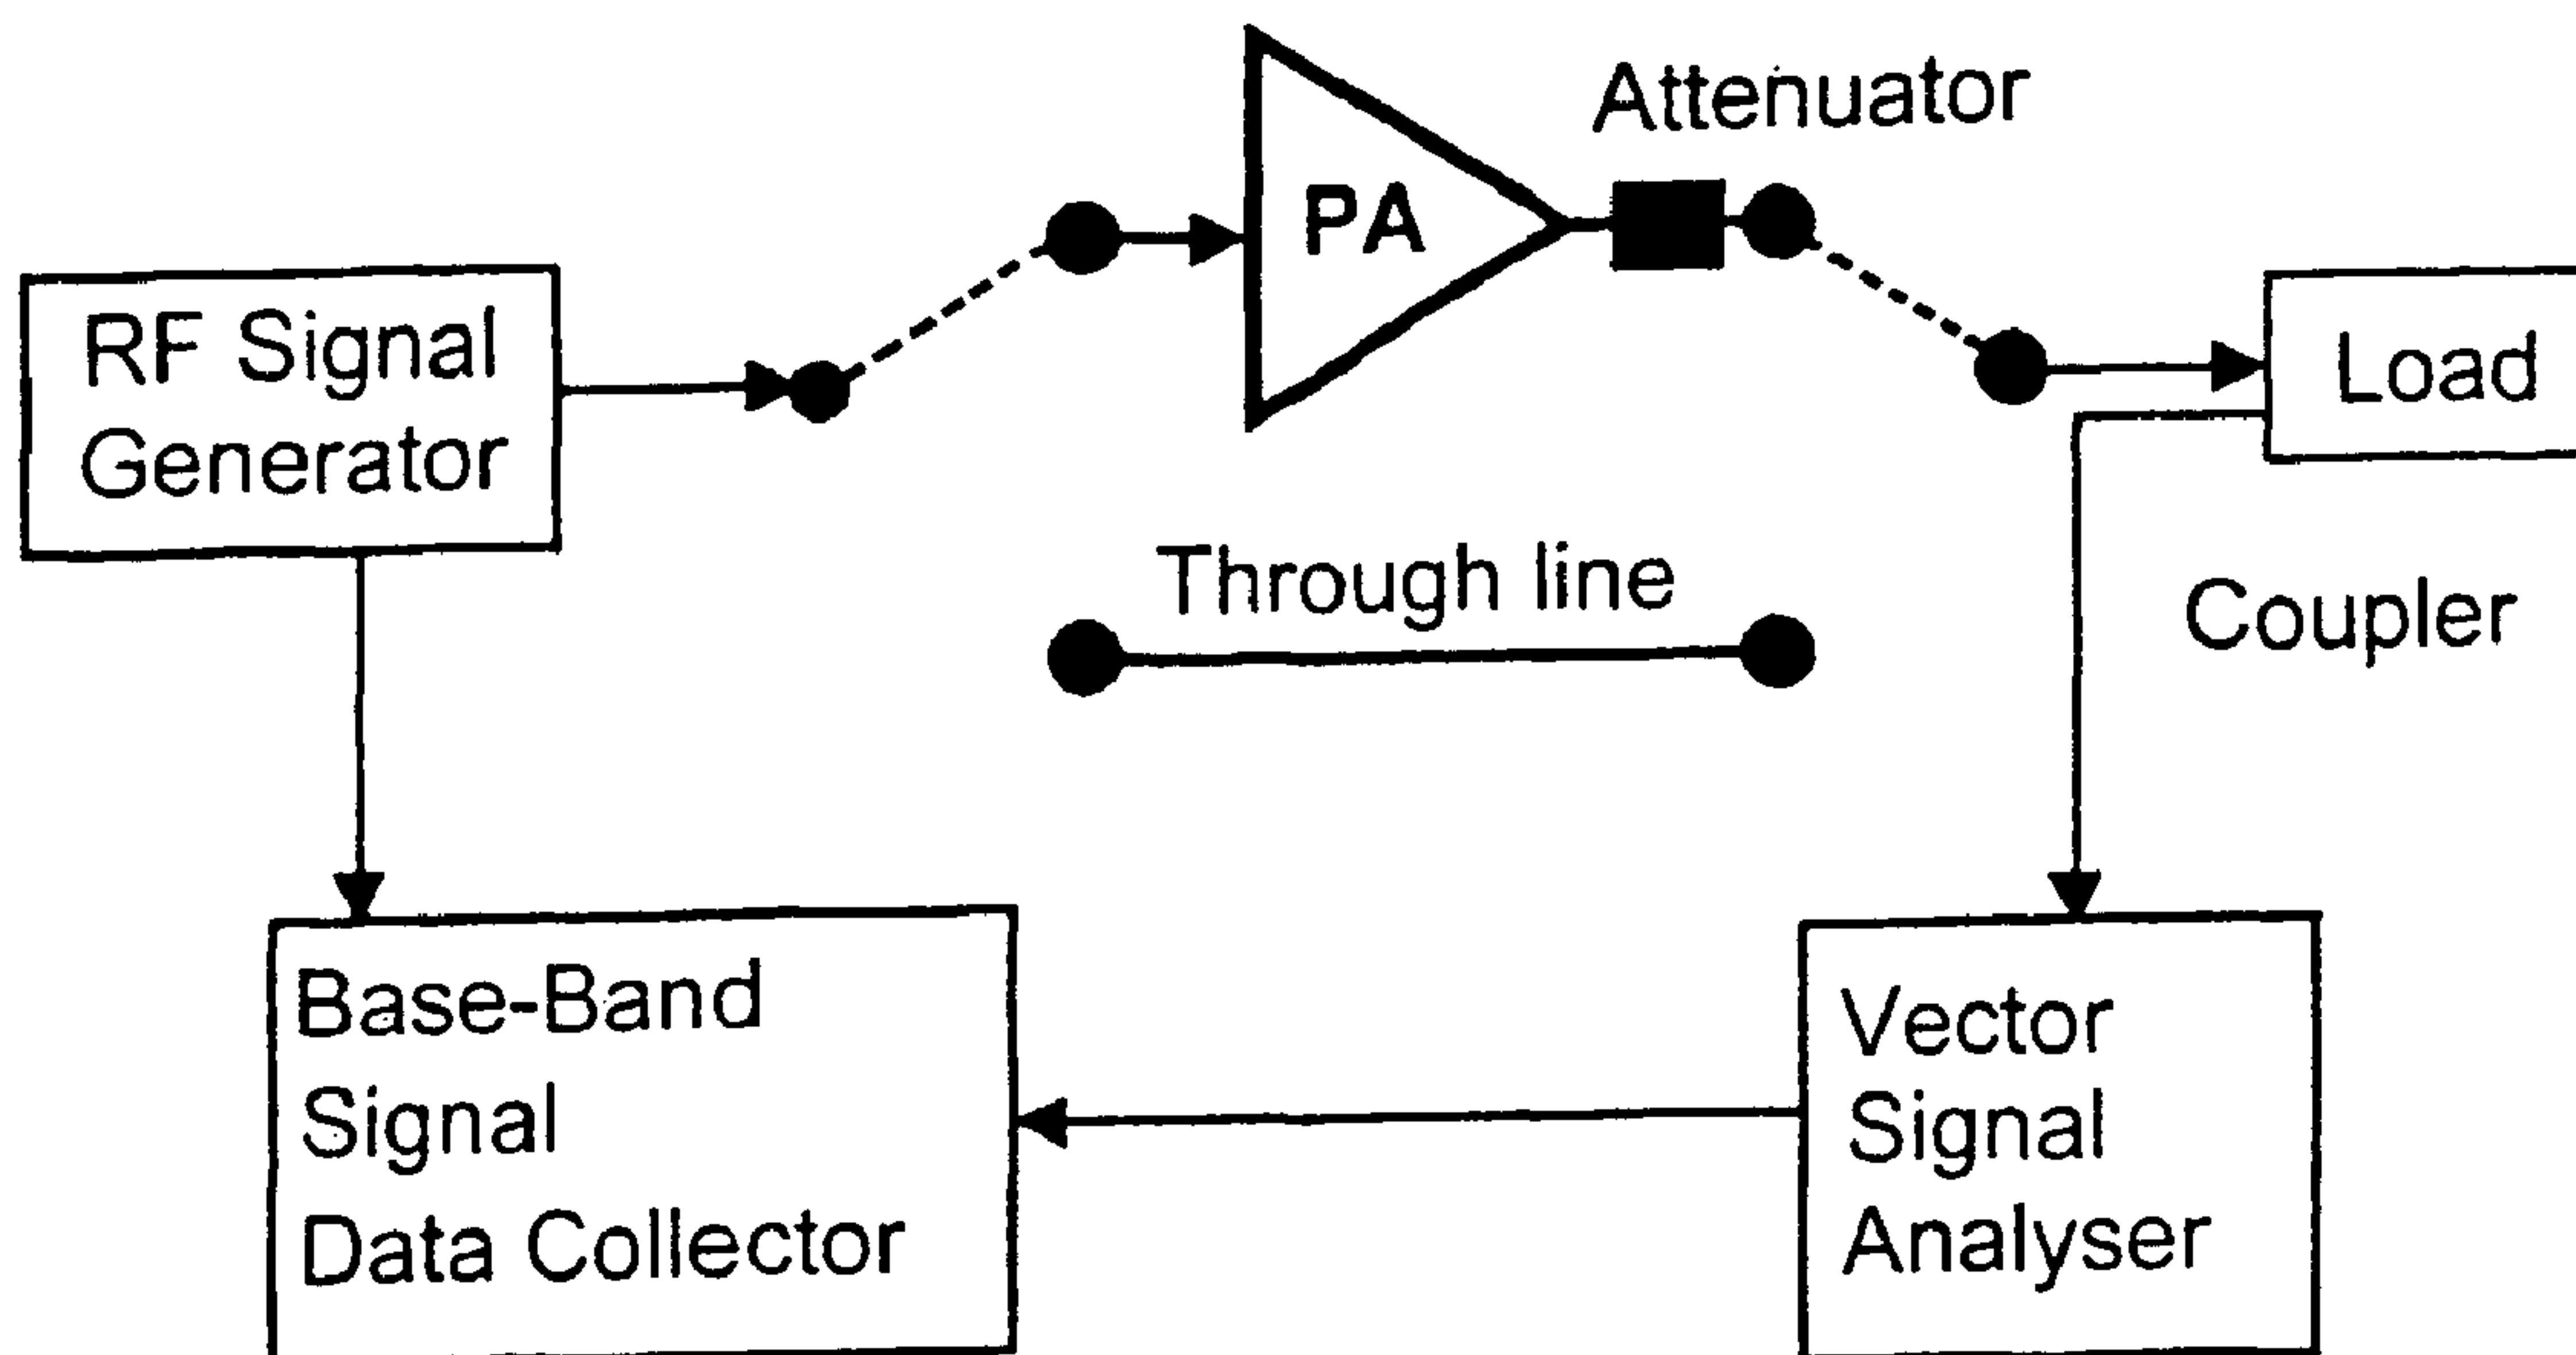 Attenuator
PA
RF Signal
Generator
Load
Through line
Coupler
Base-Band
Signal
Data Collector
Vector
Signal
Analyser